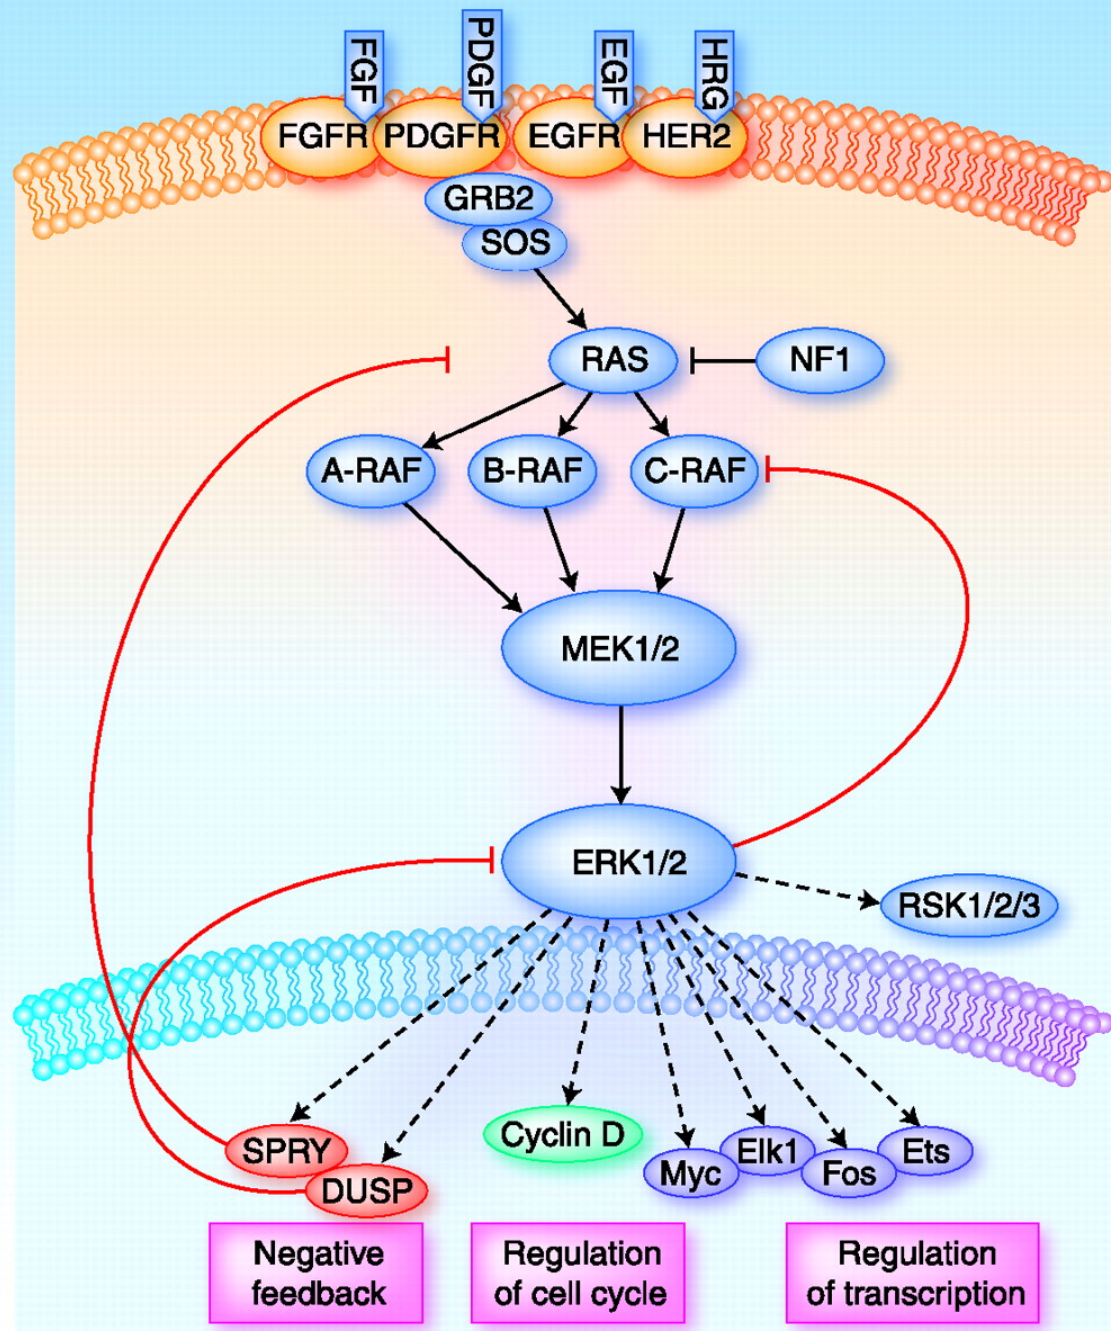 FGF
PDGF
EGF
HRG
FGFR
PDGFR
EGFR
HER2
GRB2
SOS
RAS
NF1
A-RAF
B-RAF
C-RAF
MEK1/2
ERK1/2
RSK1/2/3
SPRY
DUSP
Cyclin D
Myc
Elk1
Fos
Ets
Negative
feedback
Regulation
of cell cycle
Regulation
of transcription